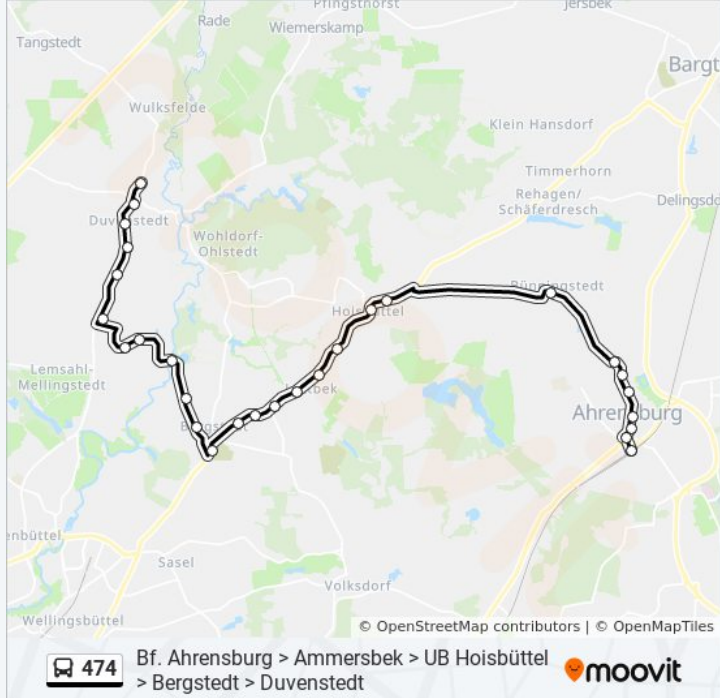 Pfingsthorst
Jersbek
Rade
Wiemerskamp
Tangstedt
Bargt
Wulksfelde
Klein Hansdorf
Timmerhorn
Rehagen/
Schäferdresch
Delingsdo
Duvenstedt
Wohldorf-
Ohlstedt
Bünningstedt
Hoisbüttel
Lemsahl-
Mellingstedt
Ahrensburg
enbüttel
Sasel
Volksdorf
Wellingsbüttel
© OpenStreetMap contributors | © OpenMapTiles
474
Bf. Ahrensburg > Ammersbek > UB Hoisbüttel
> Bergstedt > Duvenstedt
moovit